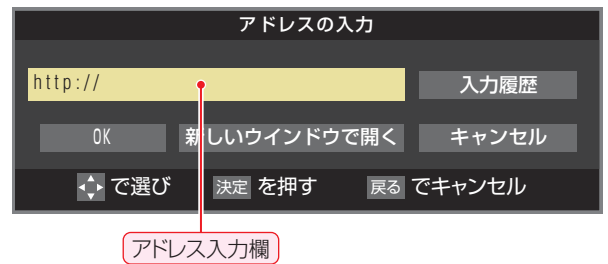 アドレスの入力
http:// 入力履歴
OK 新しいウインドウで開く キャンセル
で選び 決定 を押す 戻る でキャンセル
アドレス入力欄